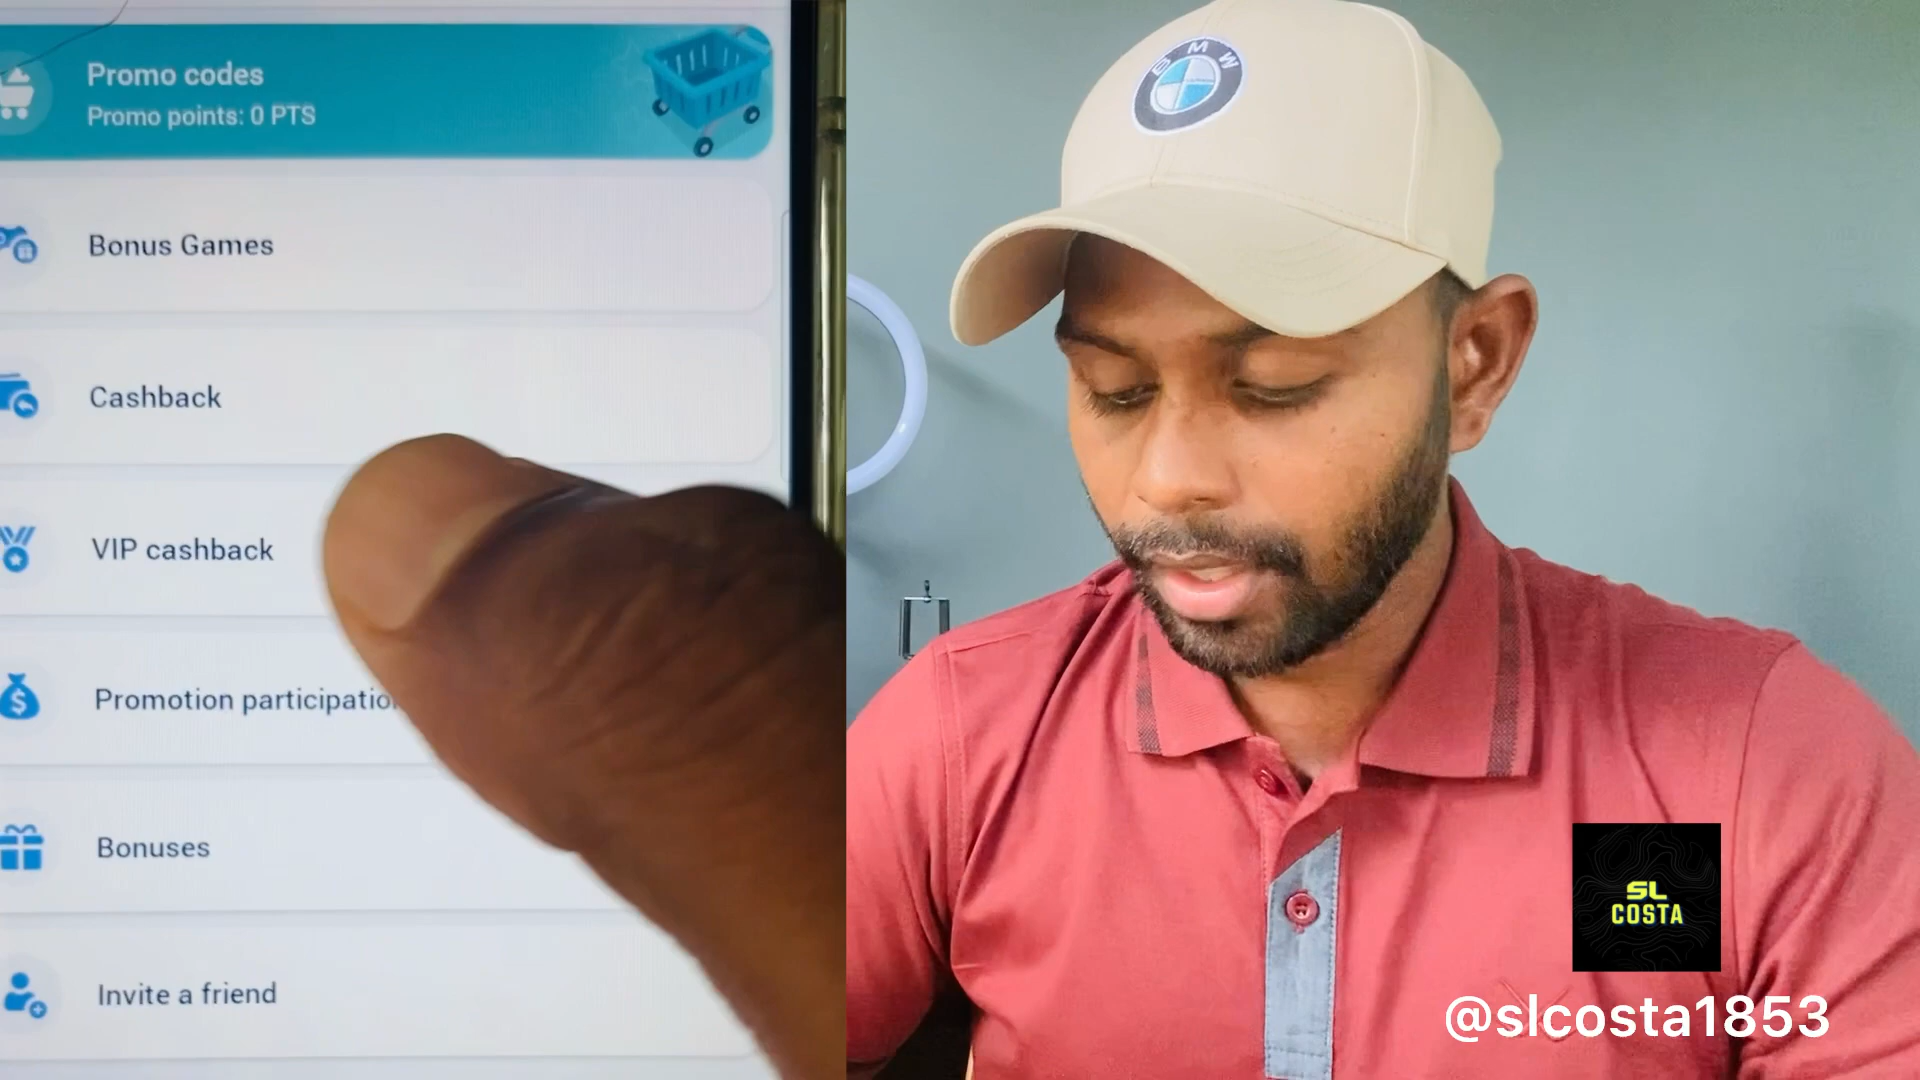 Promo codes
Promo points: 0 PTS
Bonus Games
Cashback
VIP cashback
Promotion participatio
Bonuses
Invite a friend
BMW
SL
COSTA
@slcosta1853